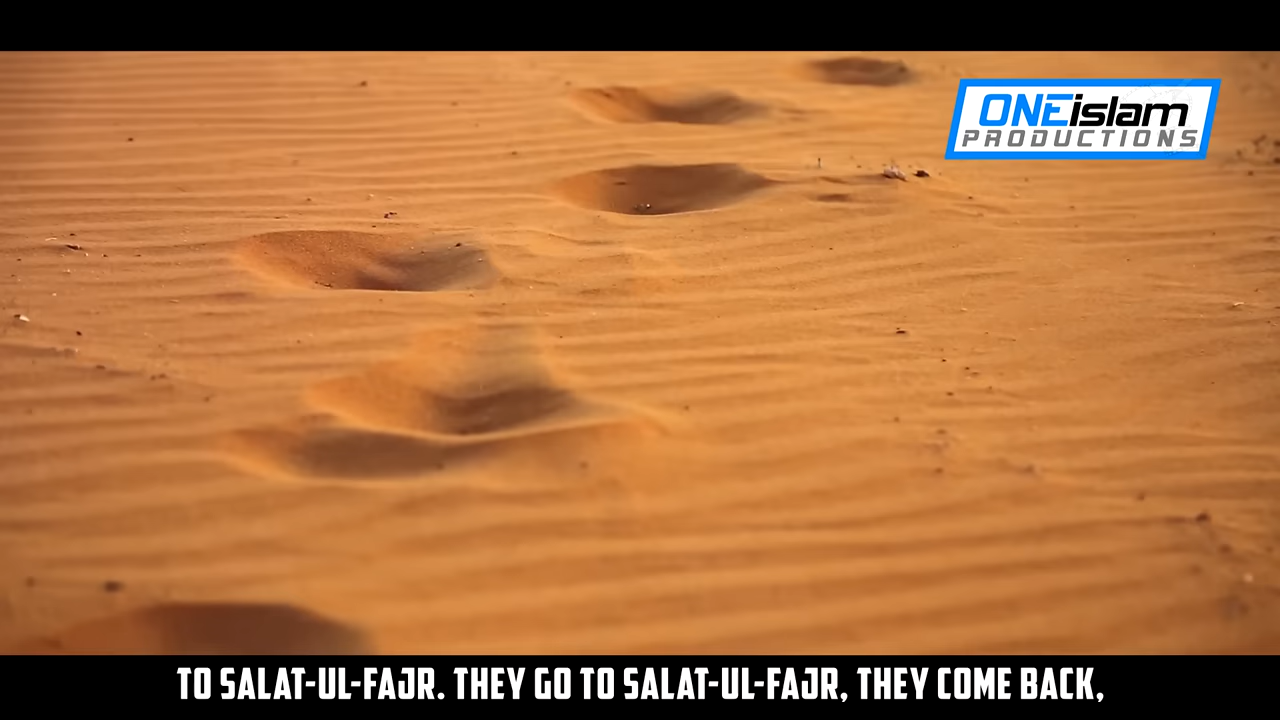 ONEislam
PRODUCTIONS
TO SALAT-UL-FAJR. THEY GO TO SALAT-UL-FAJR, THEY COME BACK,